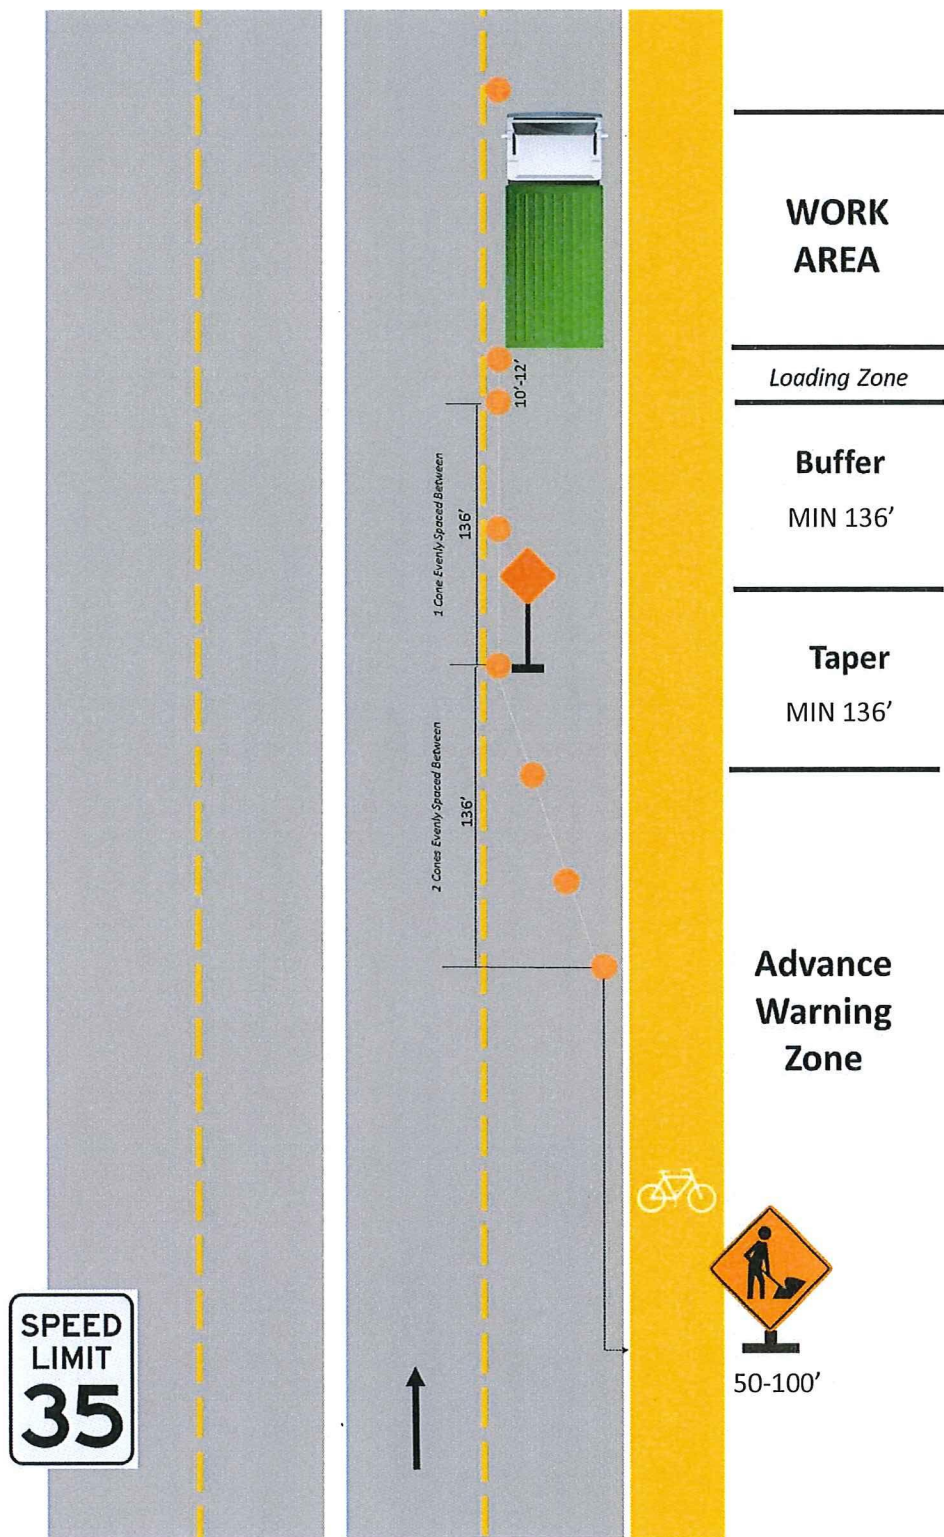 WORK
AREA
Loading Zone
10'-12'
Buffer
MIN 136'
1 Cone Evenly Spaced Between
136'
Taper
MIN 136'
2 Cones Evenly Spaced Between
136'
Advance
Warning
Zone
SPEED
LIMIT
35
50-100'